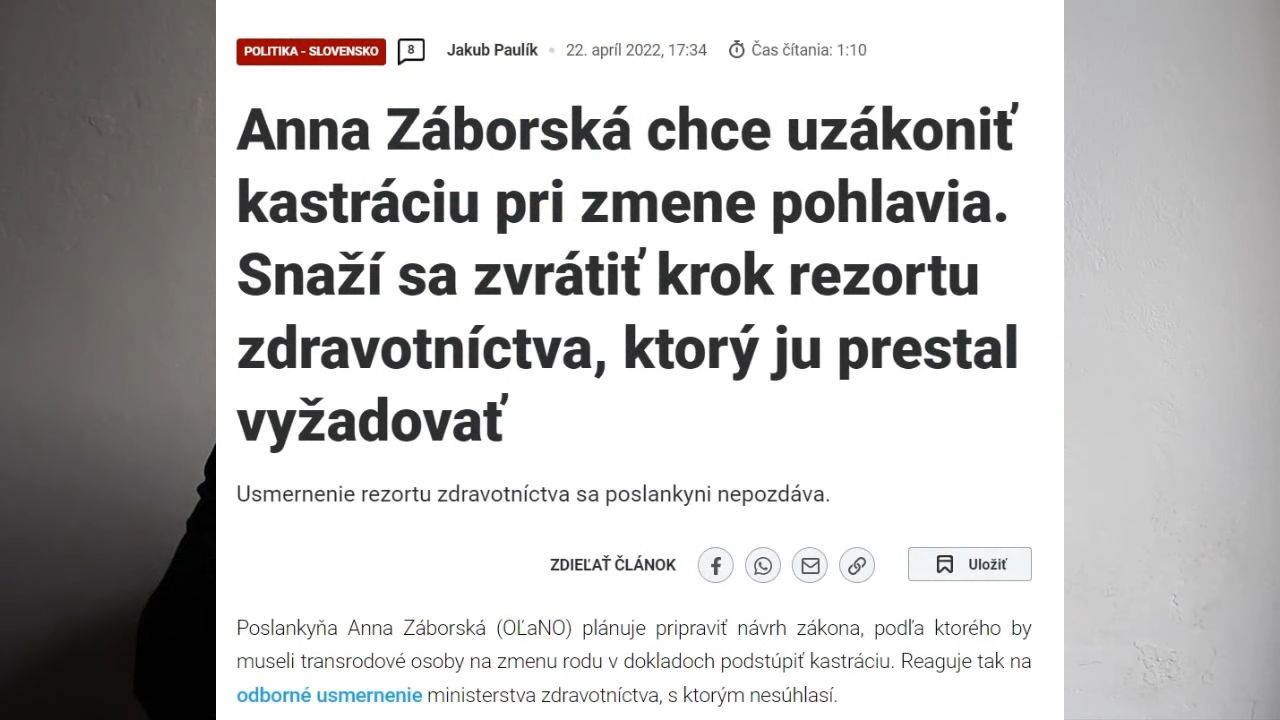 POLITIKA - SLOVENSKO 8 Jakub Paulík • 22. apríl 2022, 17:34 Čas čítania: 1:10
Anna Záborská chce uzákoniť
kastráciu pri zmene pohlavia.
Snaží sa zvrátiť krok rezortu
zdravotníctva, ktorý ju prestal
vyžadovať
Usmernenie rezortu zdravotníctva sa poslankyni nepozdáva.
ZDIEĽAŤ ČLÁNOK Uložiť
Poslankyňa Anna Záborská (OĽaNO) plánuje pripraviť návrh zákona, podľa ktorého by
museli transrodové osoby na zmenu rodu v dokladoch podstúpiť kastráciu. Reaguje tak na
odborné usmernenie ministerstva zdravotníctva, s ktorým nesúhlasí.